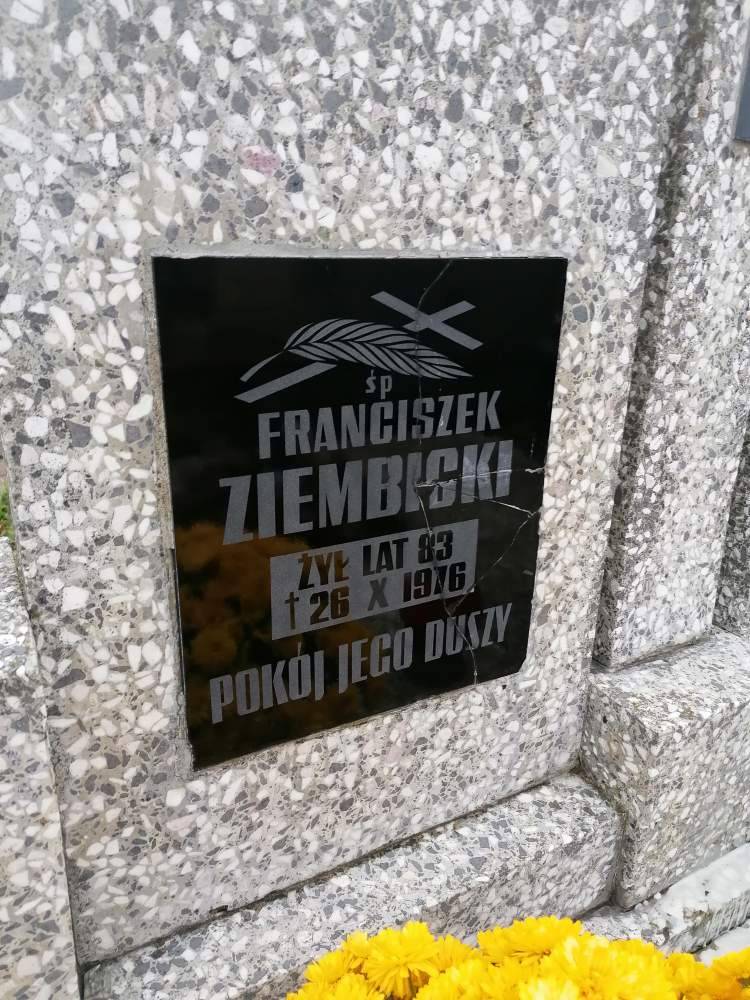 śp
FRANCISZEK
ZIEMBICKI
ŻYŁ LAT 83
† 26 X 1976
POKÓJ JEGO DUSZY